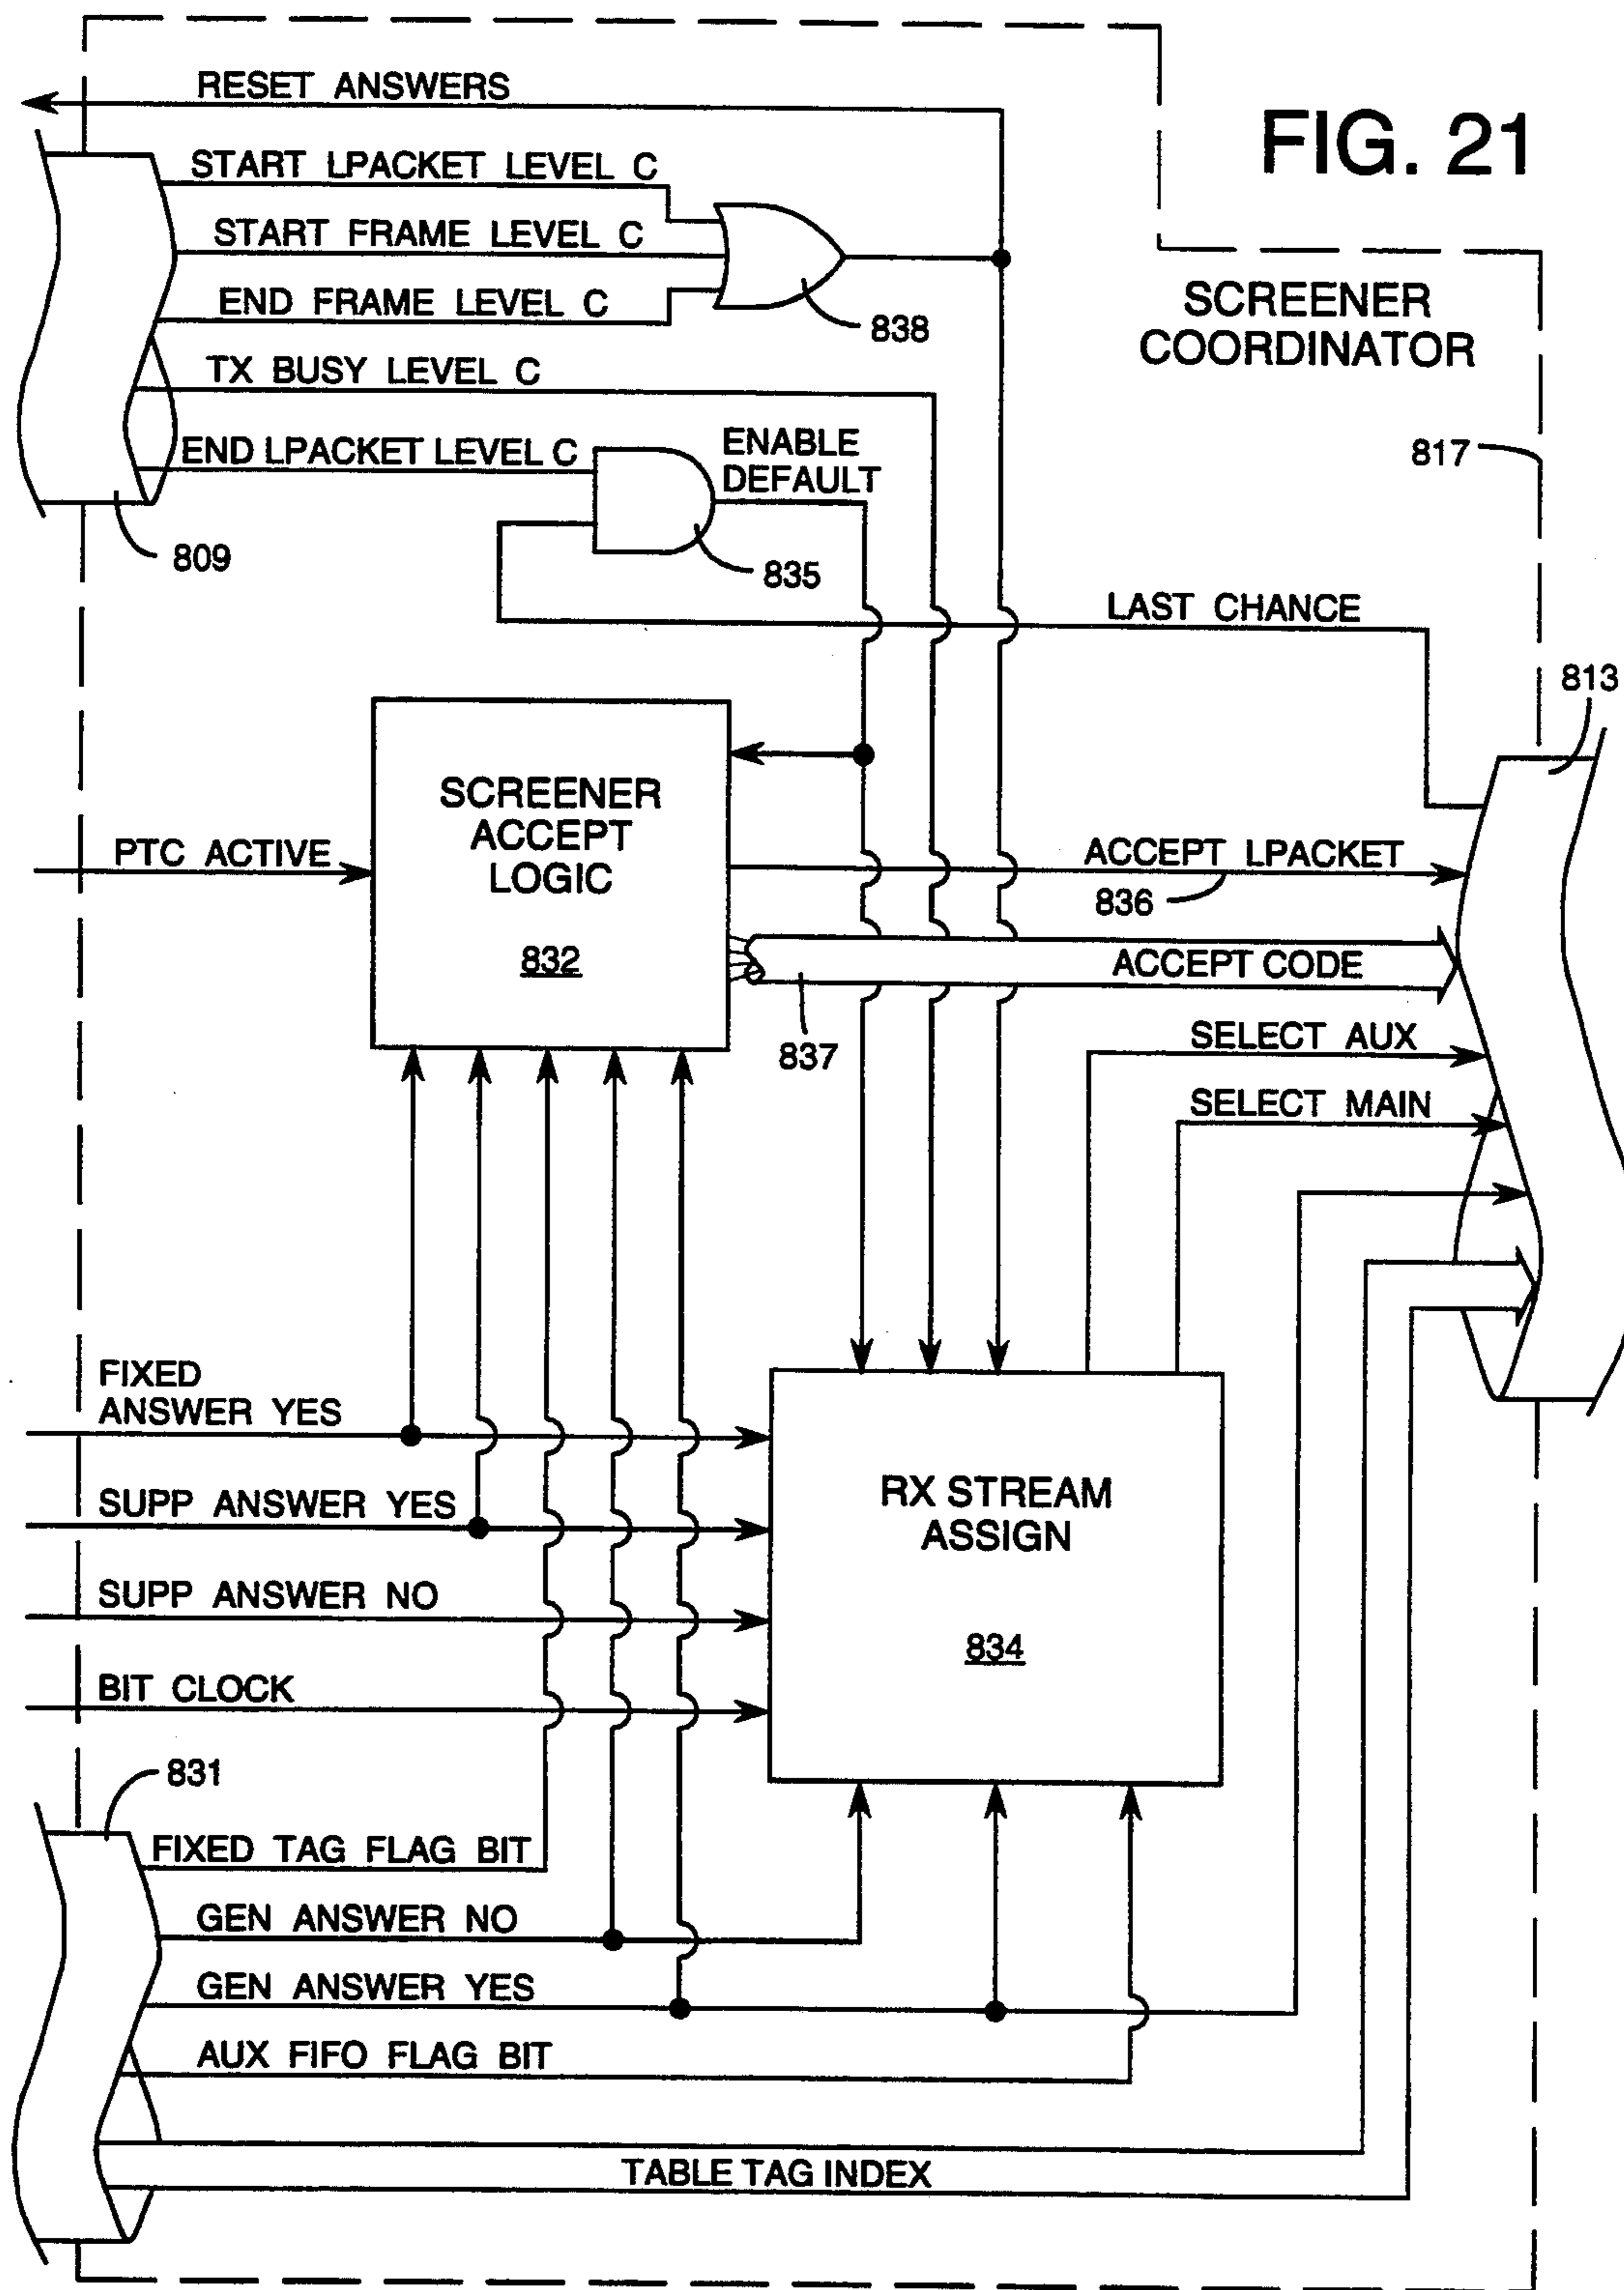 RESET ANSWERS
FIG. 21
START LPACKET LEVEL C
START FRAME LEVEL C
END FRAME LEVEL C
838
SCREENER
COORDINATOR
TX BUSY LEVEL C
END LPACKET LEVEL C
ENABLE
DEFAULT
817
809
835
LAST CHANCE
813
SCREENER
ACCEPT
LOGIC
832
PTC ACTIVE
ACCEPT LPACKET
836
ACCEPT CODE
837
SELECT AUX
SELECT MAIN
FIXED
ANSWER YES
SUPP ANSWER YES
SUPP ANSWER NO
BIT CLOCK
RX STREAM
ASSIGN
834
831
FIXED TAG FLAG BIT
GEN ANSWER NO
GEN ANSWER YES
AUX FIFO FLAG BIT
TABLE TAG INDEX